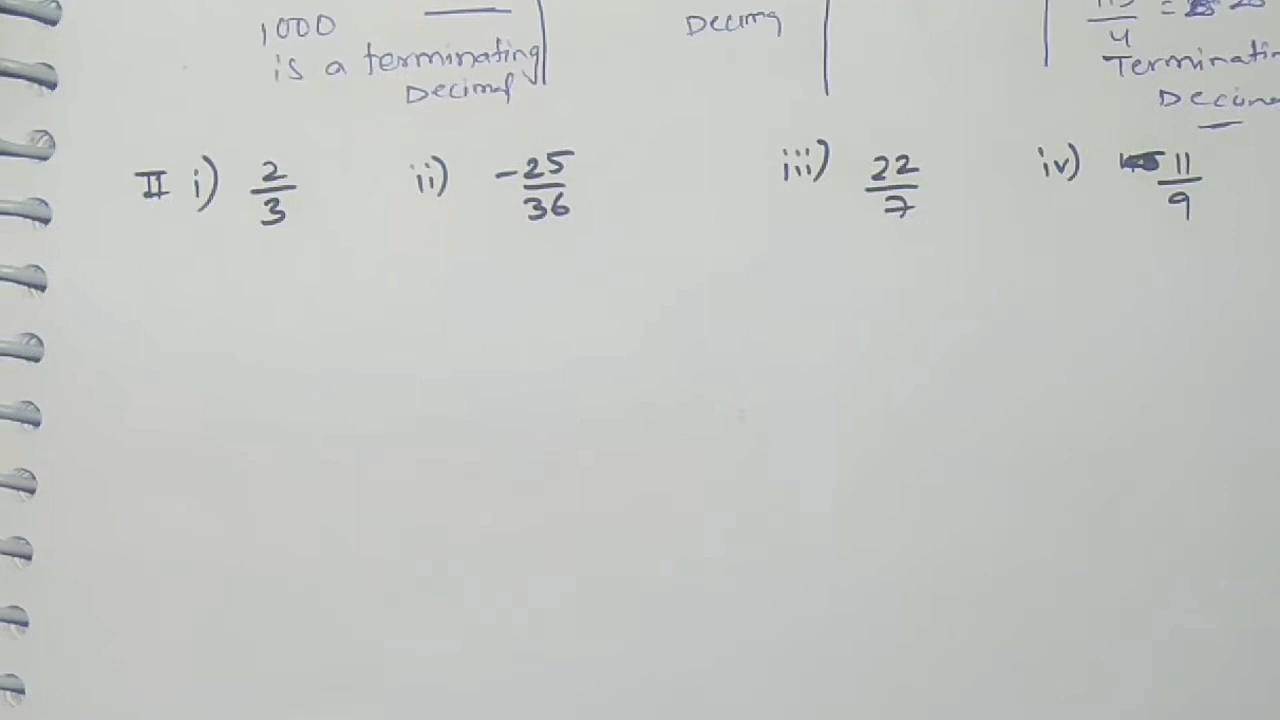 1000
is a terminating
Decimal
Decimal
4
=
Terminatin
Decima
II i) 2/3 ii) -25/36 iii) 22/7 iv) 11/9